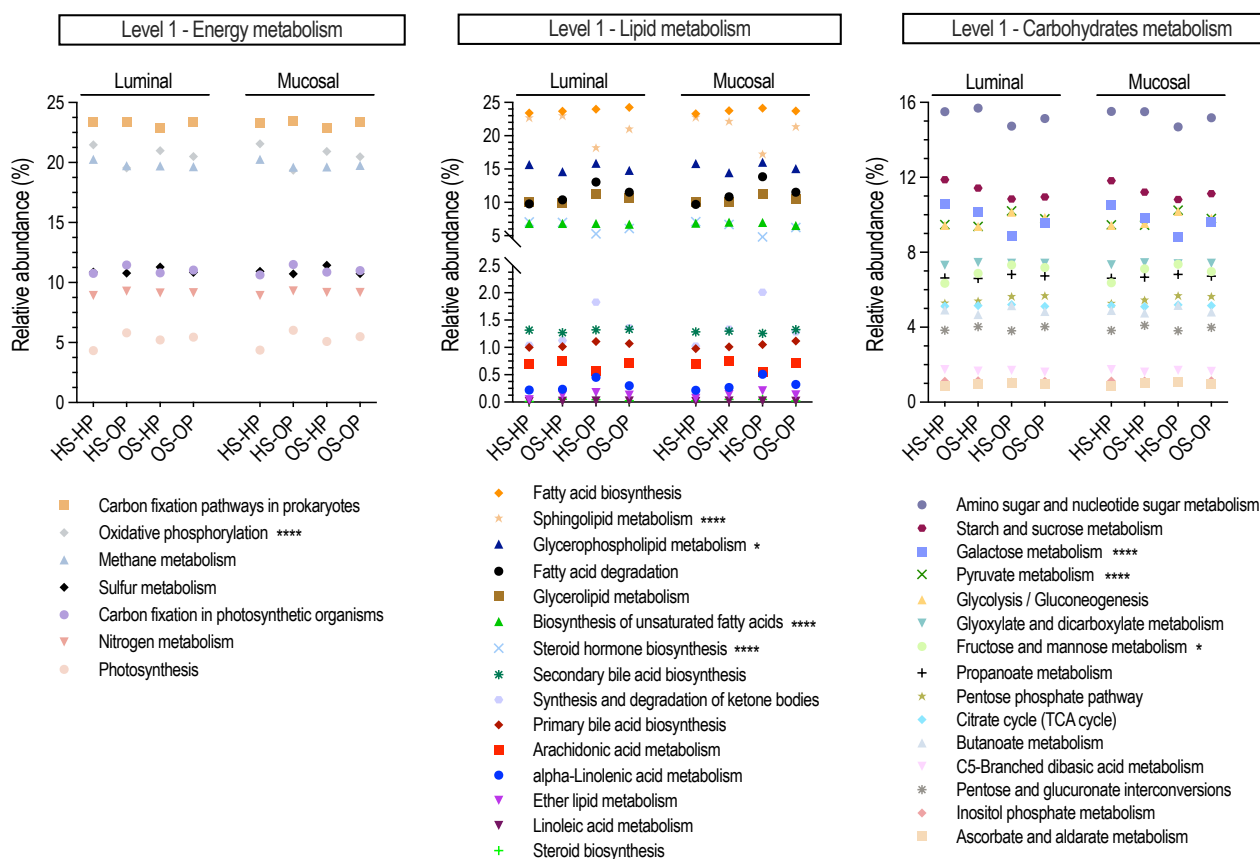 Level 1 - Energy metabolism
Luminal
Mucosal
Relative abundance (%)
25
20
15
10
5
0
HS-HP
HS-OP
OS-HP
OS-OP
HS-HP
HS-OP
OS-HP
OS-OP
Carbon fixation pathways in prokaryotes
Oxidative phosphorylation ****
Methane metabolism
Sulfur metabolism
Carbon fixation in photosynthetic organisms
Nitrogen metabolism
Photosynthesis
Level 1 - Lipid metabolism
Luminal
Mucosal
Relative abundance (%)
25
20
15
10
5
2.5
2.0
1.5
1.0
0.5
0.0
HS-HP
OS-HP
HS-OP
OS-OP
HS-HP
OS-HP
HS-OP
OS-OP
Fatty acid biosynthesis
Sphingolipid metabolism ****
Glycerophospholipid metabolism *
Fatty acid degradation
Glycerolipid metabolism
Biosynthesis of unsaturated fatty acids ****
Steroid hormone biosynthesis ****
Secondary bile acid biosynthesis
Synthesis and degradation of ketone bodies
Primary bile acid biosynthesis
Arachidonic acid metabolism
alpha-Linolenic acid metabolism
Ether lipid metabolism
Linoleic acid metabolism
Steroid biosynthesis
Level 1 - Carbohydrates metabolism
Luminal
Mucosal
Relative abundance (%)
16
12
8
4
0
HS-HP
OS-HP
HS-OP
OS-OP
HS-HP
OS-HP
HS-OP
OS-OP
Amino sugar and nucleotide sugar metabolism
Starch and sucrose metabolism
Galactose metabolism ****
Pyruvate metabolism ****
Glycolysis / Gluconeogenesis
Glyoxylate and dicarboxylate metabolism
Fructose and mannose metabolism *
Propanoate metabolism
Pentose phosphate pathway
Citrate cycle (TCA cycle)
Butanoate metabolism
C5-Branched dibasic acid metabolism
Pentose and glucuronate interconversions
Inositol phosphate metabolism
Ascorbate and aldarate metabolism